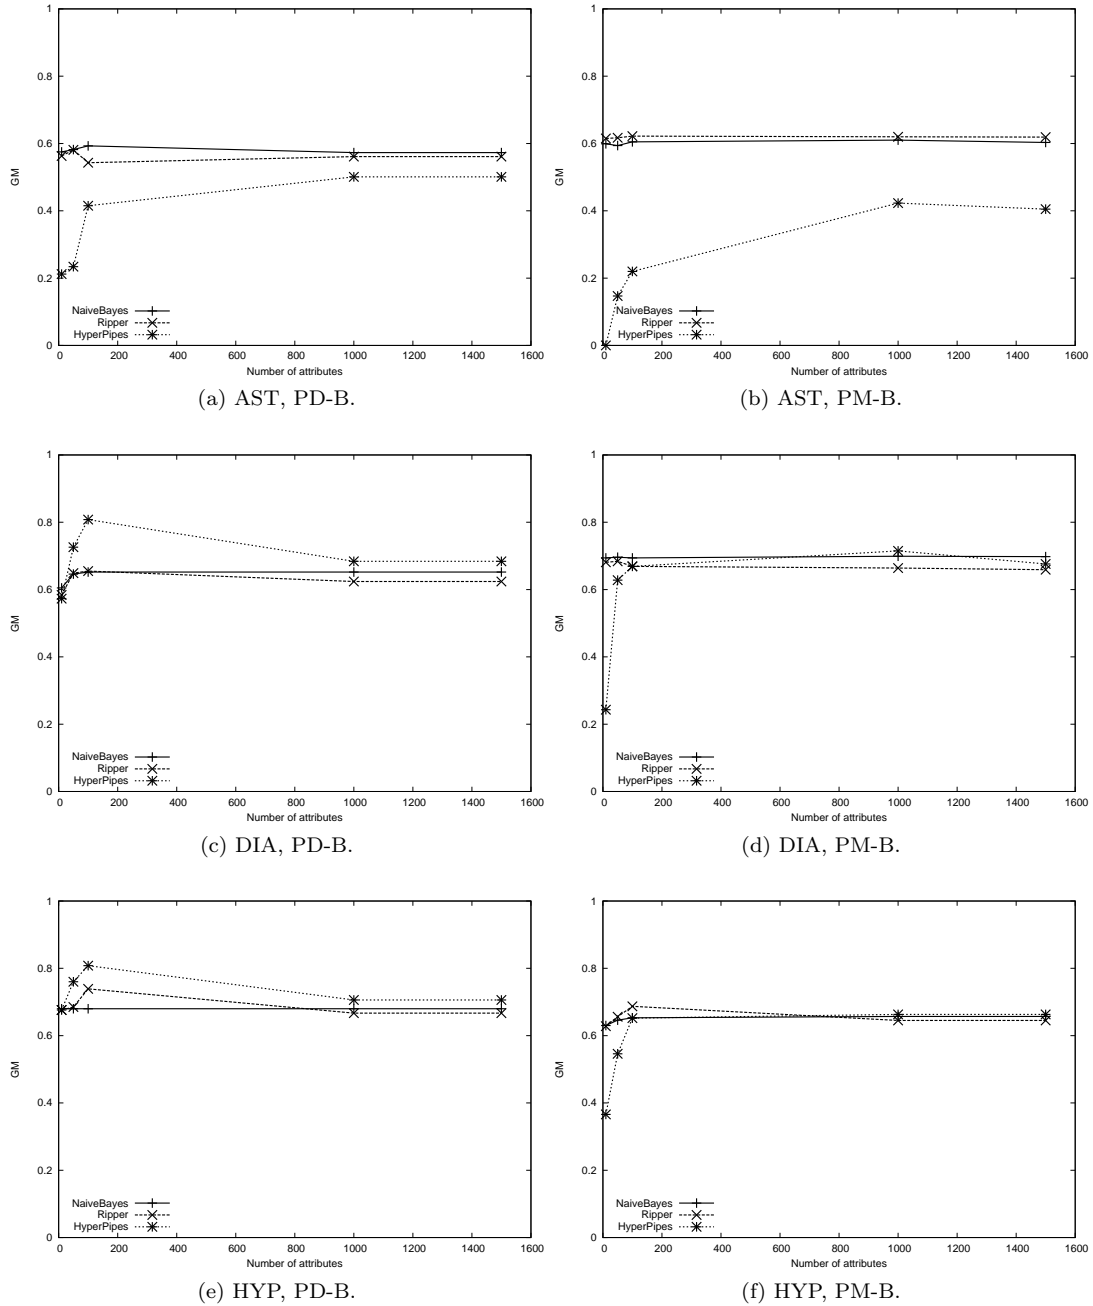 1
0.8
0.6
GM
0.4
0.2
0
NaiveBayes
Ripper
HyperPipes
0 200 400 600 800 1000 1200 1400 1600
Number of attributes
(a) AST, PD-B.
1
0.8
0.6
GM
0.4
0.2
0
NaiveBayes
Ripper
HyperPipes
0 200 400 600 800 1000 1200 1400 1600
Number of attributes
(b) AST, PM-B.
1
0.8
0.6
GM
0.4
0.2
0
NaiveBayes
Ripper
HyperPipes
0 200 400 600 800 1000 1200 1400 1600
Number of attributes
(c) DIA, PD-B.
1
0.8
0.6
GM
0.4
0.2
0
NaiveBayes
Ripper
HyperPipes
0 200 400 600 800 1000 1200 1400 1600
Number of attributes
(d) DIA, PM-B.
1
0.8
0.6
GM
0.4
0.2
0
NaiveBayes
Ripper
HyperPipes
0 200 400 600 800 1000 1200 1400 1600
Number of attributes
(e) HYP, PD-B.
1
0.8
0.6
GM
0.4
0.2
0
NaiveBayes
Ripper
HyperPipes
0 200 400 600 800 1000 1200 1400 1600
Number of attributes
(f) HYP, PM-B.